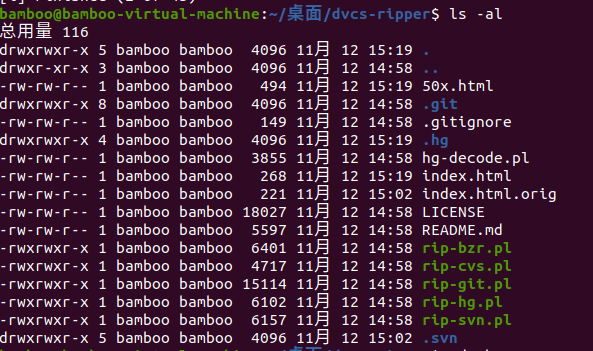 [6] Finished (2 of 43)
bamboo@bamboo-virtual-machine:~/桌面/dvcs-ripper$ ls -al
总用量 116
drwxrwxr-x 5 bamboo bamboo  4096 11月 12 15:19 .
drwxr-xr-x 3 bamboo bamboo  4096 11月 12 14:58 ..
-rw-rw-r-- 1 bamboo bamboo   494 11月 12 15:19 50x.html
drwxrwxr-x 8 bamboo bamboo  4096 11月 12 14:58 .git
-rw-rw-r-- 1 bamboo bamboo   149 11月 12 14:58 .gitignore
drwxrwxr-x 4 bamboo bamboo  4096 11月 12 15:19 .hg
-rw-rw-r-- 1 bamboo bamboo  3855 11月 12 14:58 hg-decode.pl
-rw-rw-r-- 1 bamboo bamboo   268 11月 12 15:19 index.html
-rw-rw-r-- 1 bamboo bamboo   221 11月 12 15:02 index.html.orig
-rw-rw-r-- 1 bamboo bamboo 18027 11月 12 14:58 LICENSE
-rw-rw-r-- 1 bamboo bamboo  5597 11月 12 14:58 README.md
-rwxrwxr-x 1 bamboo bamboo  6401 11月 12 14:58 rip-bzr.pl
-rwxrwxr-x 1 bamboo bamboo  4717 11月 12 14:58 rip-cvs.pl
-rwxrwxr-x 1 bamboo bamboo 15114 11月 12 14:58 rip-git.pl
-rwxrwxr-x 1 bamboo bamboo  6102 11月 12 14:58 rip-hg.pl
-rwxrwxr-x 1 bamboo bamboo  6157 11月 12 14:58 rip-svn.pl
drwxrwxr-x 5 bamboo bamboo  4096 11月 12 15:02 .svn